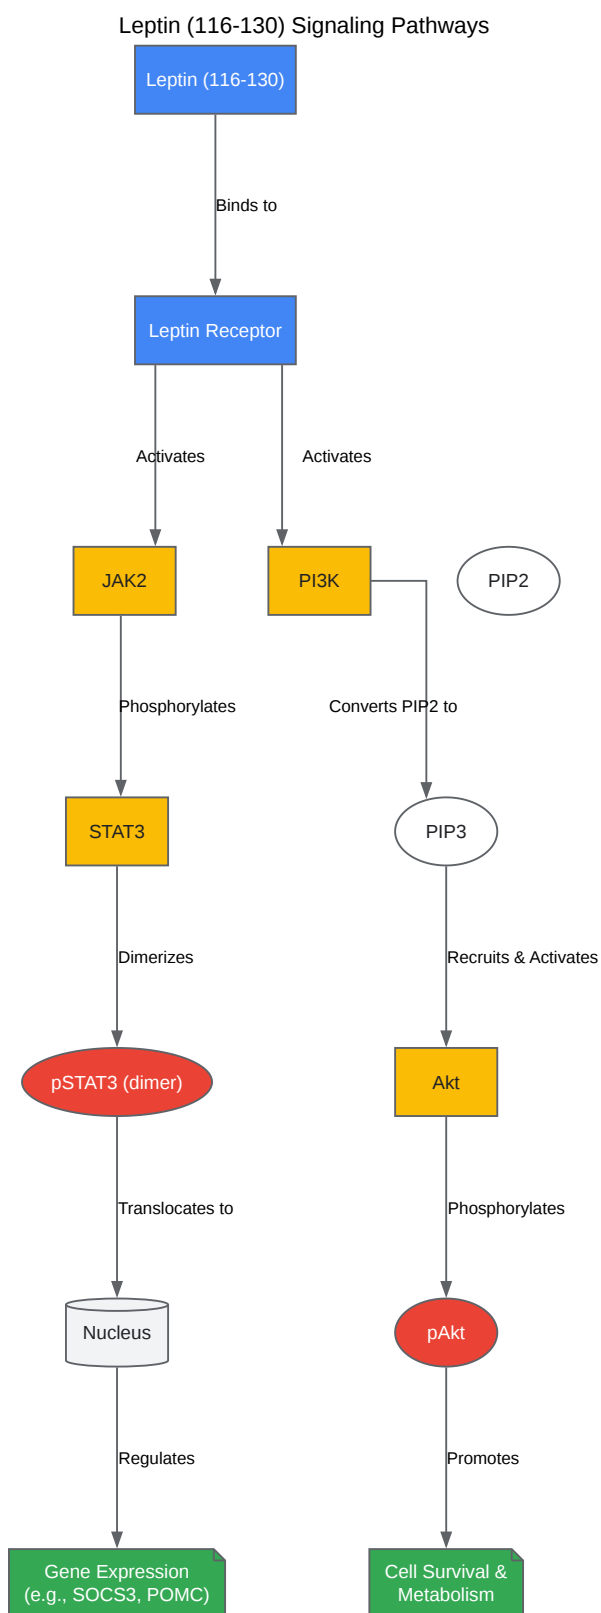 Leptin (116-130) Signaling Pathways
Leptin (116-130)
Binds to
Leptin Receptor
Activates
Activates
JAK2
PI3K
PIP2
Phosphorylates
Converts PIP2 to
STAT3
PIP3
Dimerizes
Recruits & Activates
pSTAT3 (dimer)
Akt
Translocates to
Phosphorylates
Nucleus
pAkt
Regulates
Promotes
Gene Expression
(e.g., SOCS3, POMC)
Cell Survival &
Metabolism